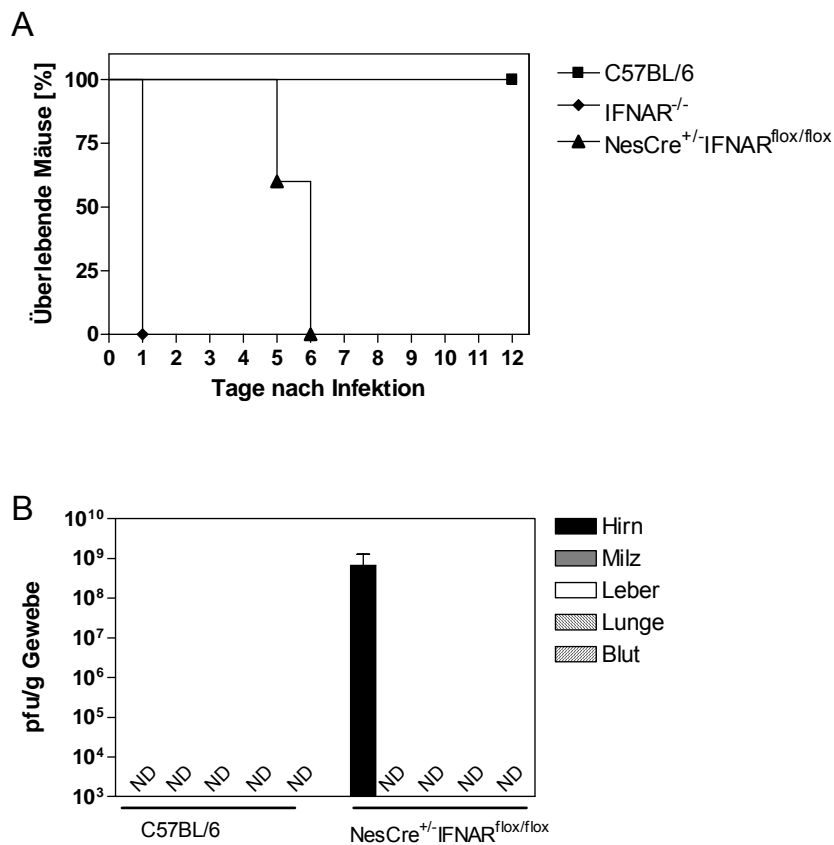 A
Überlebende Mäuse [%]
100
75
50
25
0
0 1 2 3 4 5 6 7 8 9 10 11 12
Tage nach Infektion
C57BL/6
IFNAR-/-
NesCre+/-IFNARflox/flox
B
pfu/g Gewebe
10^10
10^9
10^8
10^7
10^6
10^5
10^4
10^3
ND ND ND ND ND ND ND ND ND
C57BL/6
NesCre+/-IFNARflox/flox
Hirn
Milz
Leber
Lunge
Blut